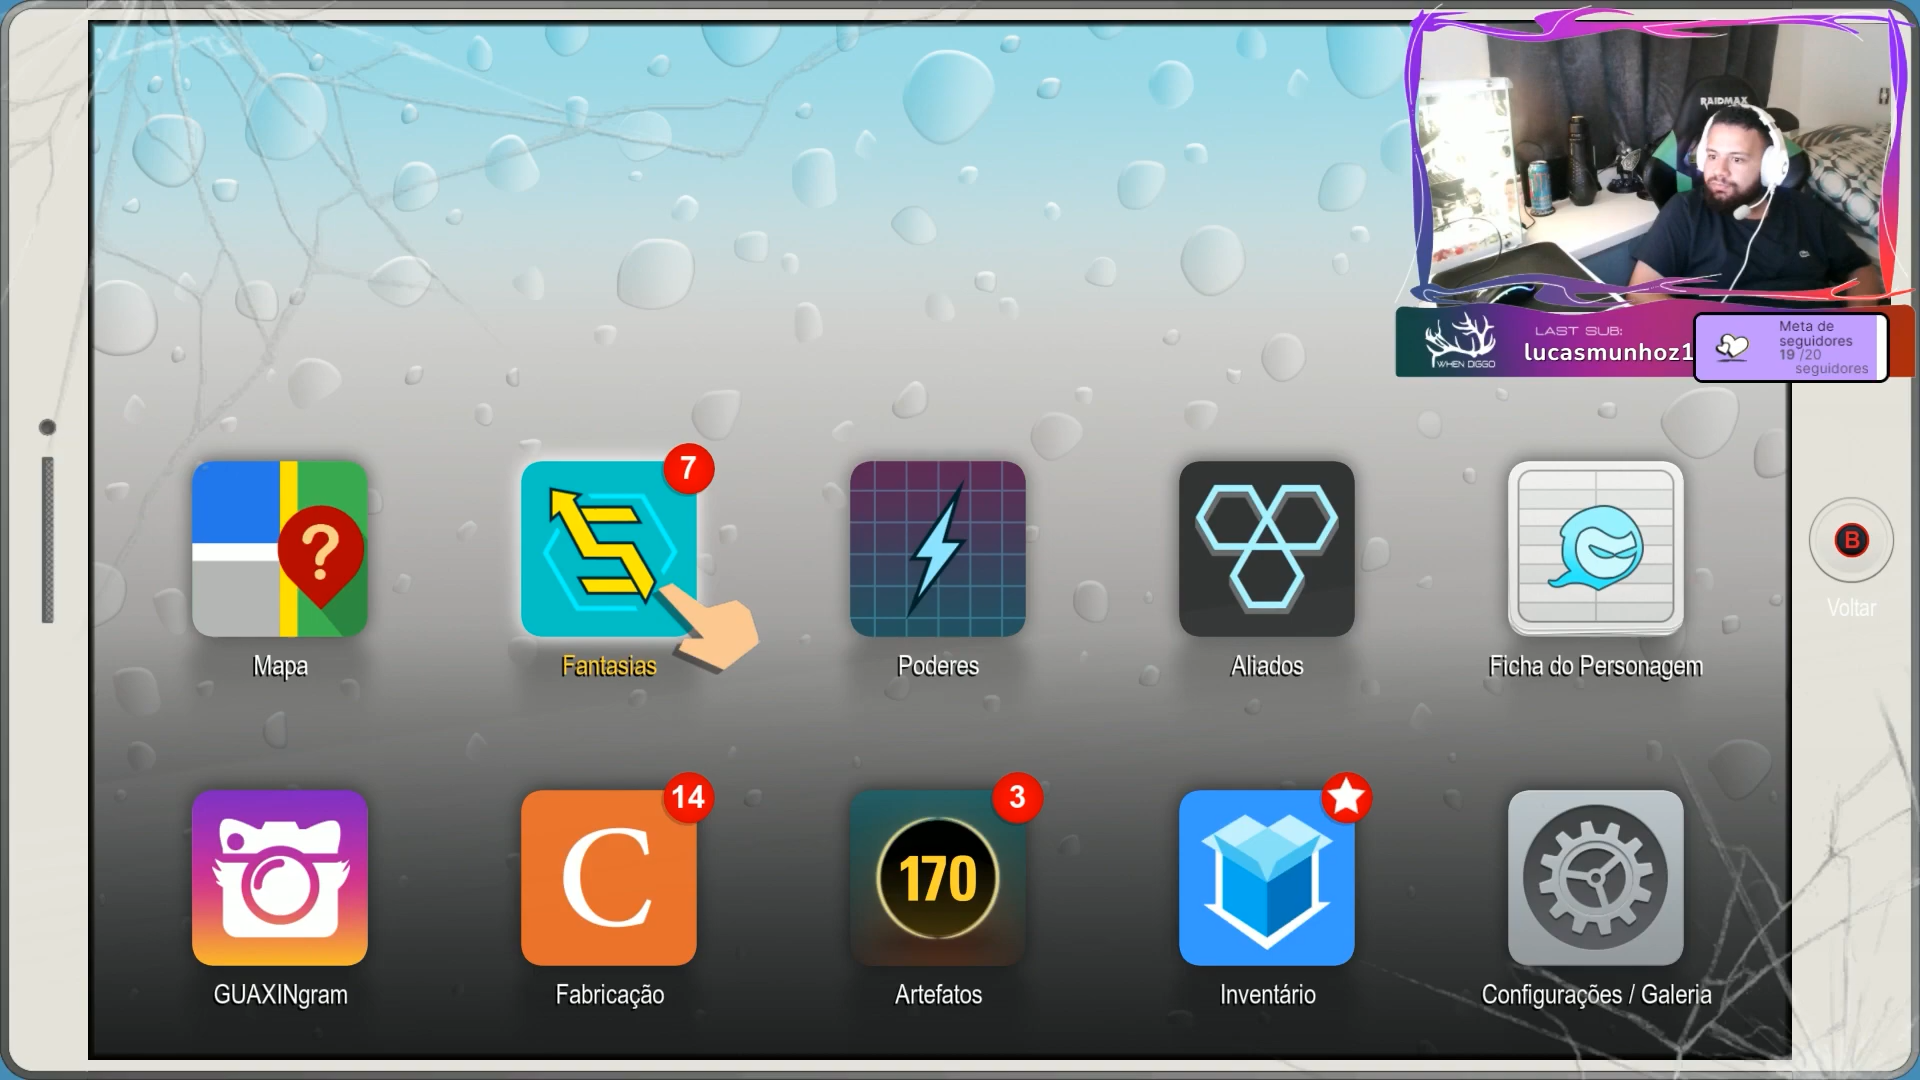 RAIDMAX
LAST SUB:
lucasmunhoz1
WHEN DIGGO
Meta de
seguidores
19 /20
seguidores
7
?
Mapa
Fantasias
Poderes
Aliados
Ficha do Personagem
B
Voltar
14
3
C
170
GUAXINgram
Fabricação
Artefatos
Inventário
Configurações / Galeria